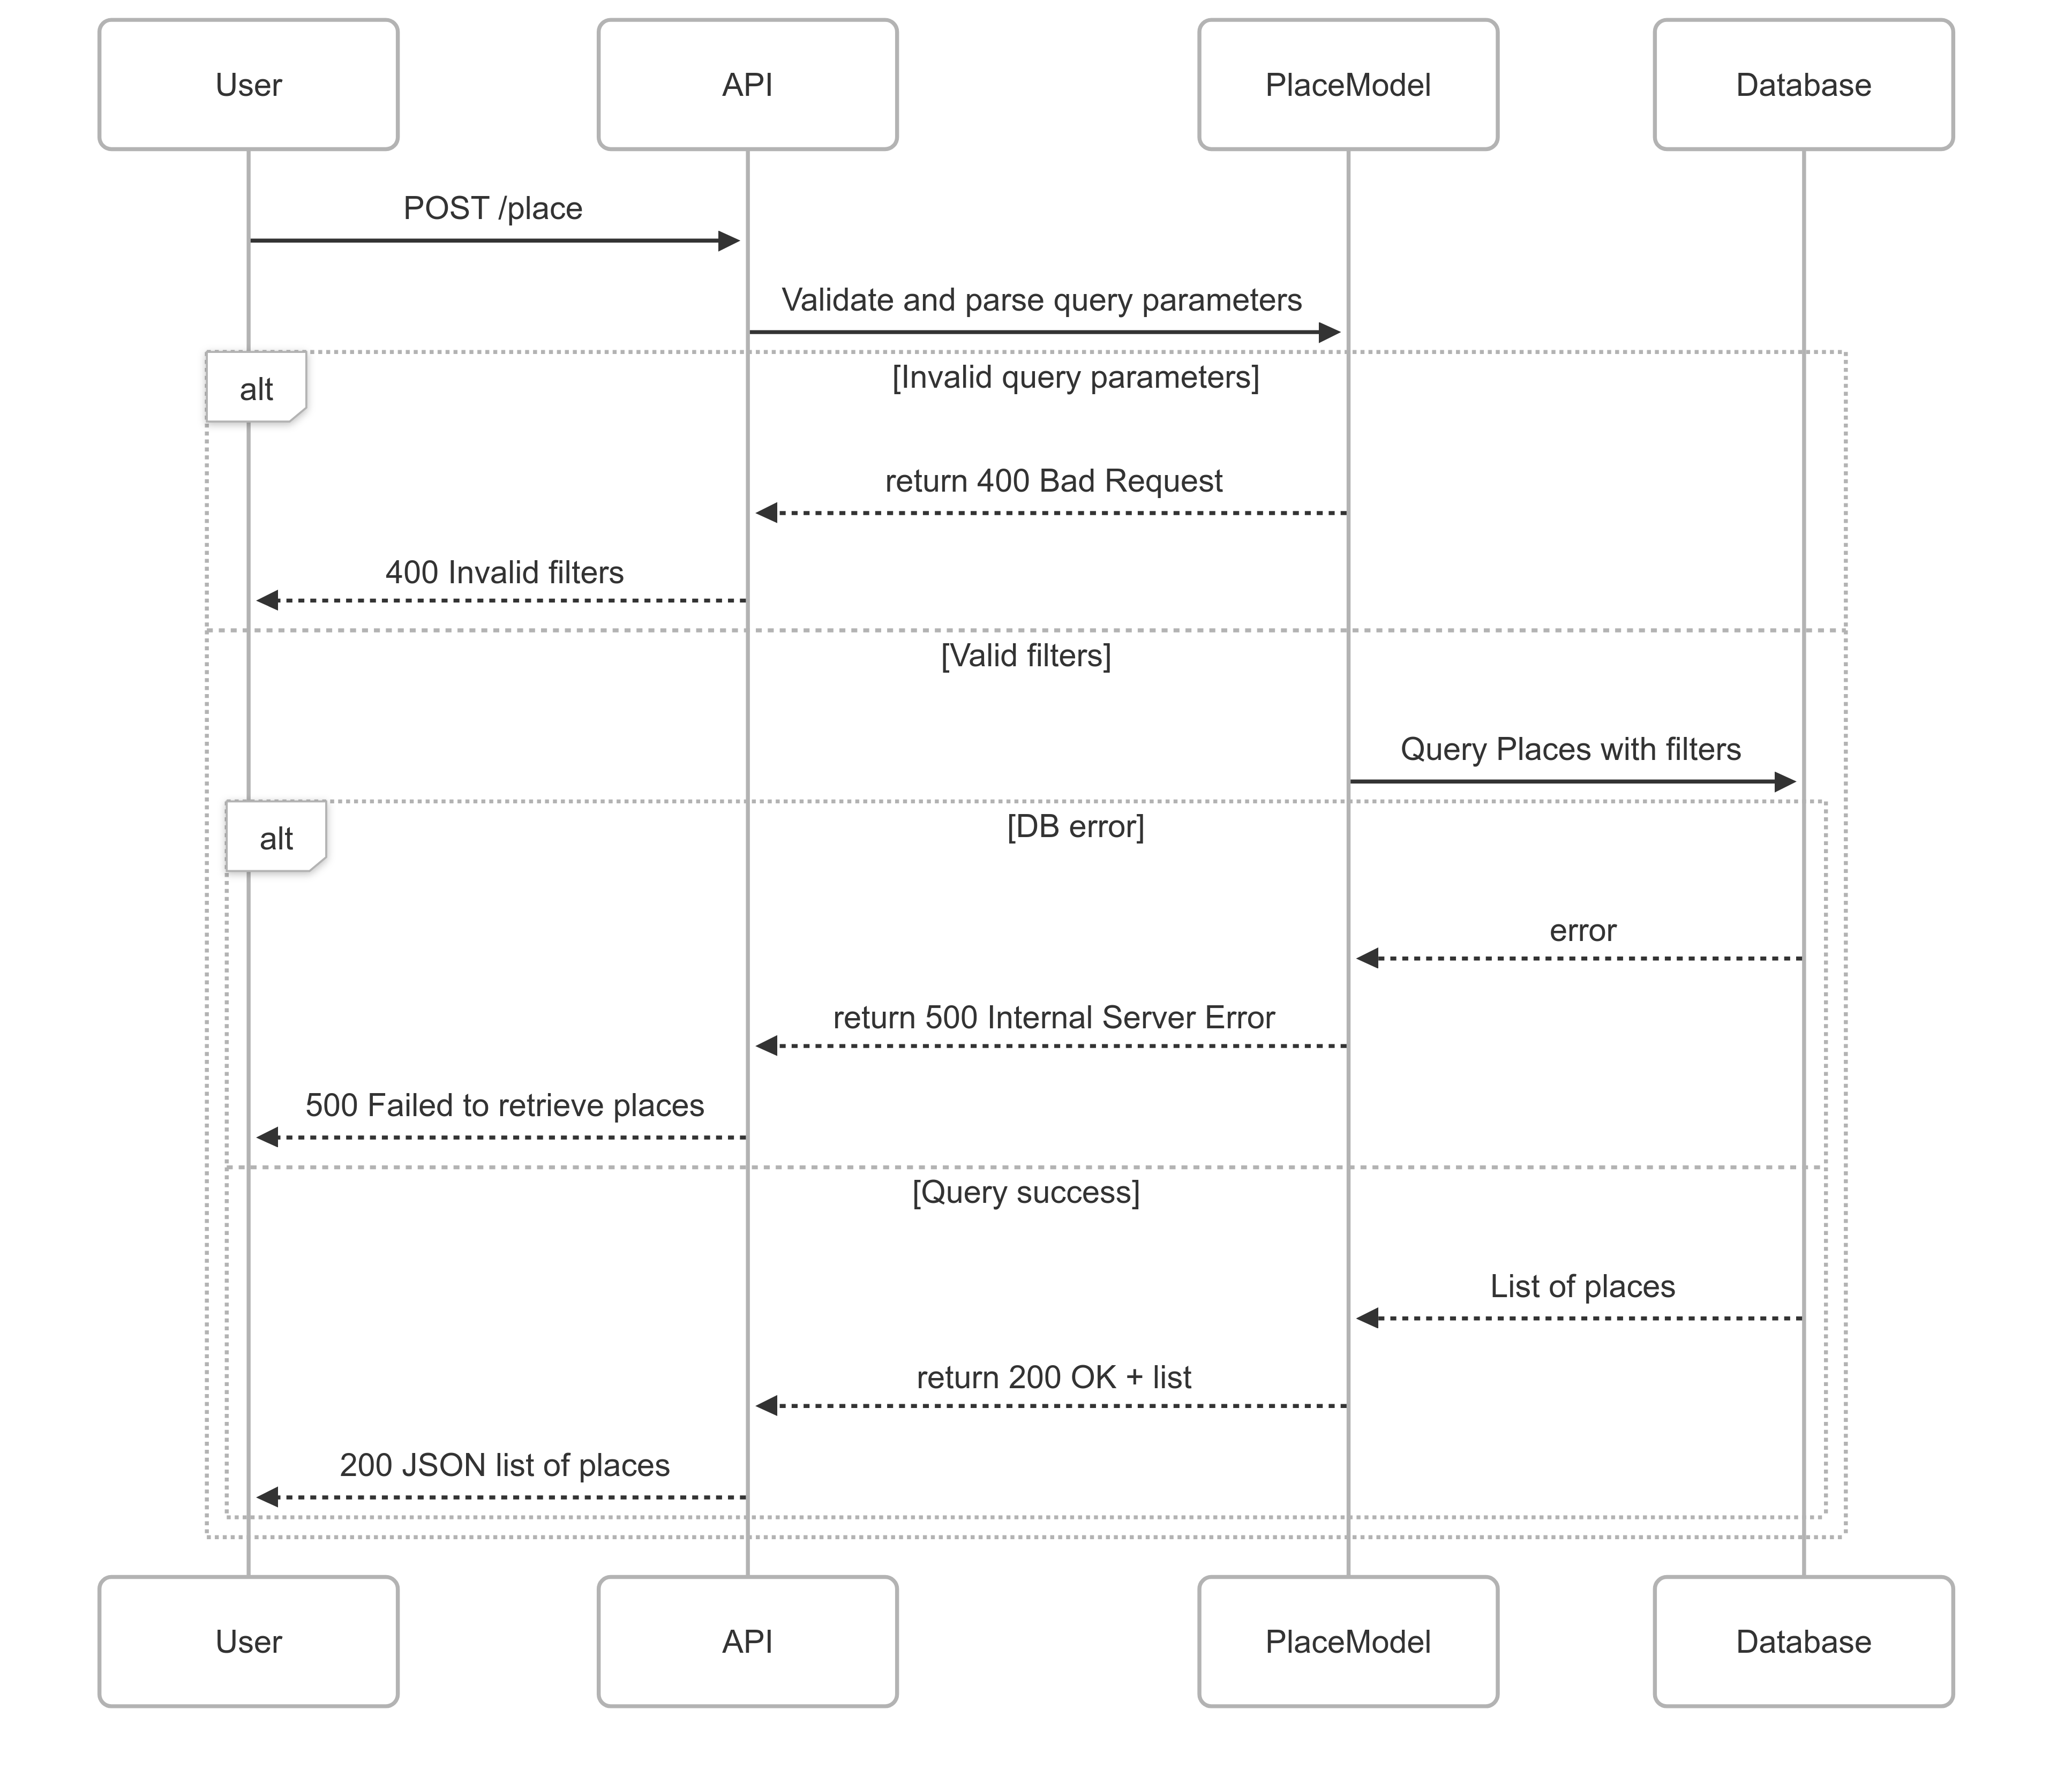 User
API
PlaceModel
Database
POST /place
Validate and parse query parameters
alt
[Invalid query parameters]
return 400 Bad Request
400 Invalid filters
[Valid filters]
Query Places with filters
alt
[DB error]
error
return 500 Internal Server Error
500 Failed to retrieve places
[Query success]
List of places
return 200 OK + list
200 JSON list of places
User
API
PlaceModel
Database